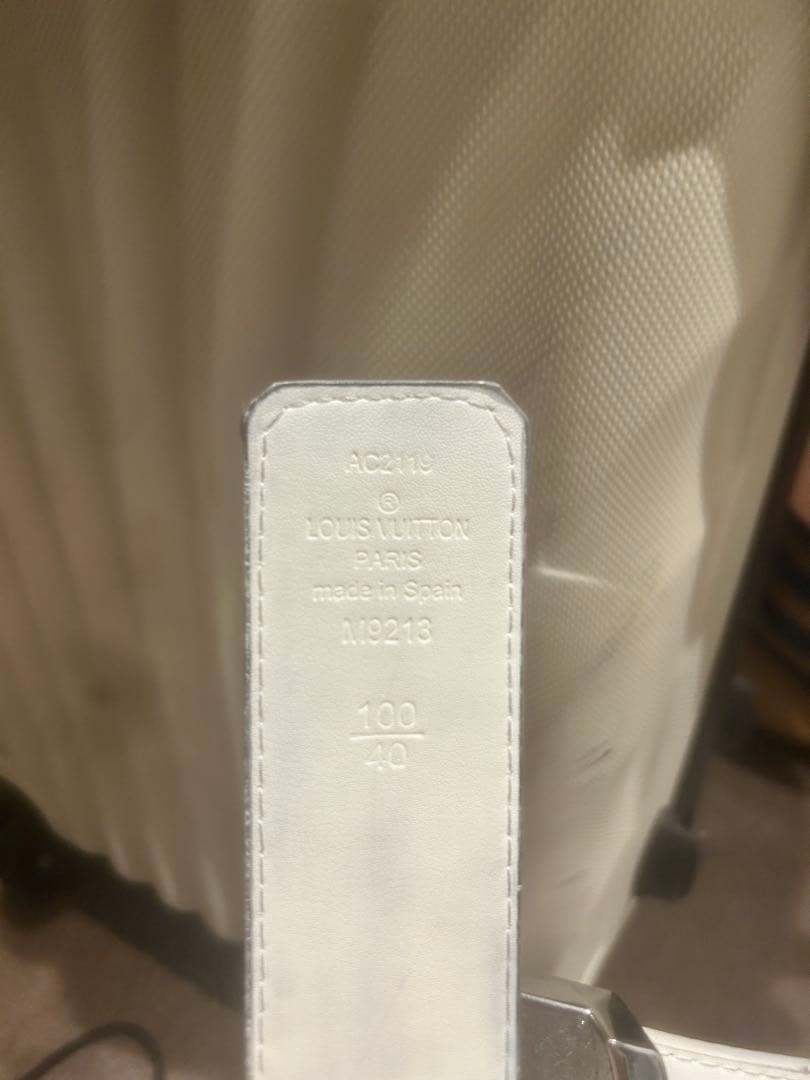 AC2119
®
LOUIS VUITTON
PARIS
made in Spain
M9213
100
40